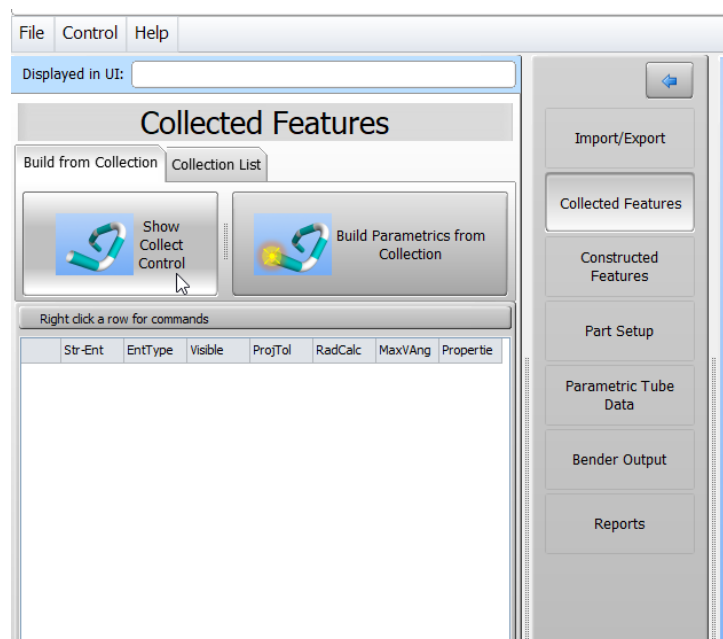 File Control Help
Displayed in UI:
Collected Features
Build from Collection Collection List
Show
Collect
Control
Build Parametrics from
Collection
Right click a row for commands
Str-Ent EntType Visible ProjTol RadCalc MaxVAng Propertie
Import/Export
Collected Features
Constructed
Features
Part Setup
Parametric Tube
Data
Bender Output
Reports